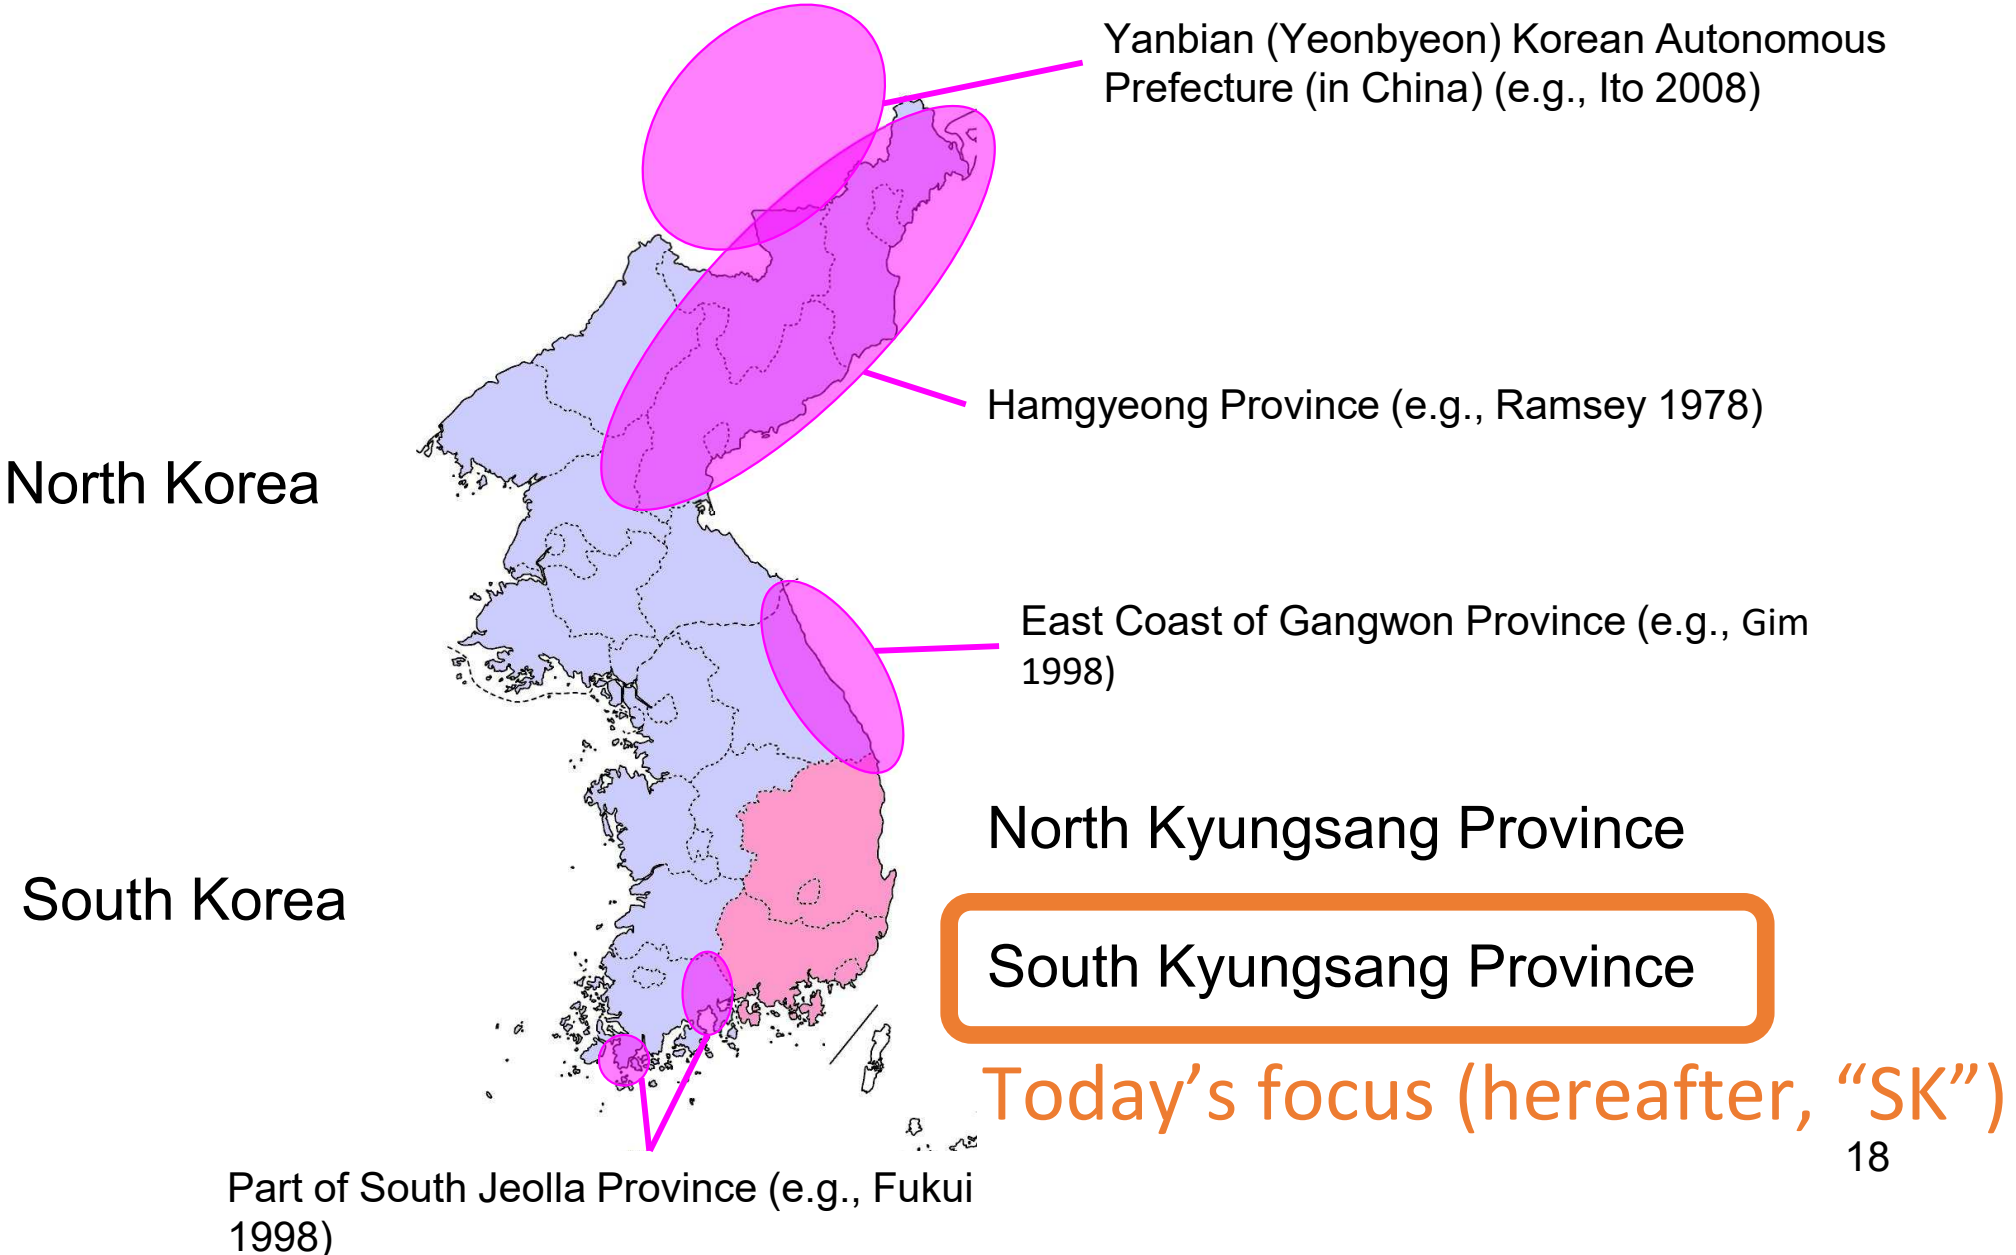 Yanbian (Yeonbyeon) Korean Autonomous
Prefecture (in China) (e.g., Ito 2008)
Hamgyeong Province (e.g., Ramsey 1978)
North Korea
East Coast of Gangwon Province (e.g., Gim
1998)
North Kyungsang Province
South Korea
South Kyungsang Province
Today’s focus (hereafter, “SK”)
18
Part of South Jeolla Province (e.g., Fukui
1998)